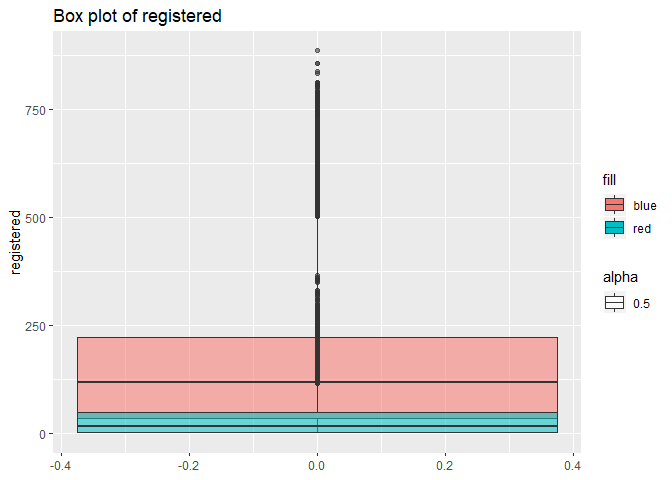 Box plot of registered
registered
750
500
250
0
-0.4 -0.2 0.0 0.2 0.4
fill
blue
red
alpha
0.5